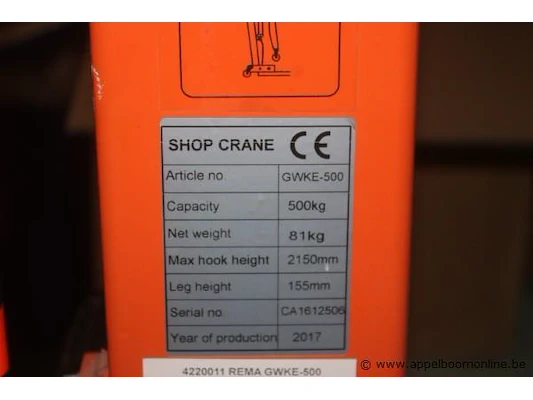 SHOP CRANE CE
Article no. GWKE-500
Capacity 500kg
Net weight 81kg
Max hook height 2150mm
Leg height 155mm
Serial no. CA1612506
Year of production 2017
4220011 REMA GWKE-500
© www.appelboomonline.be